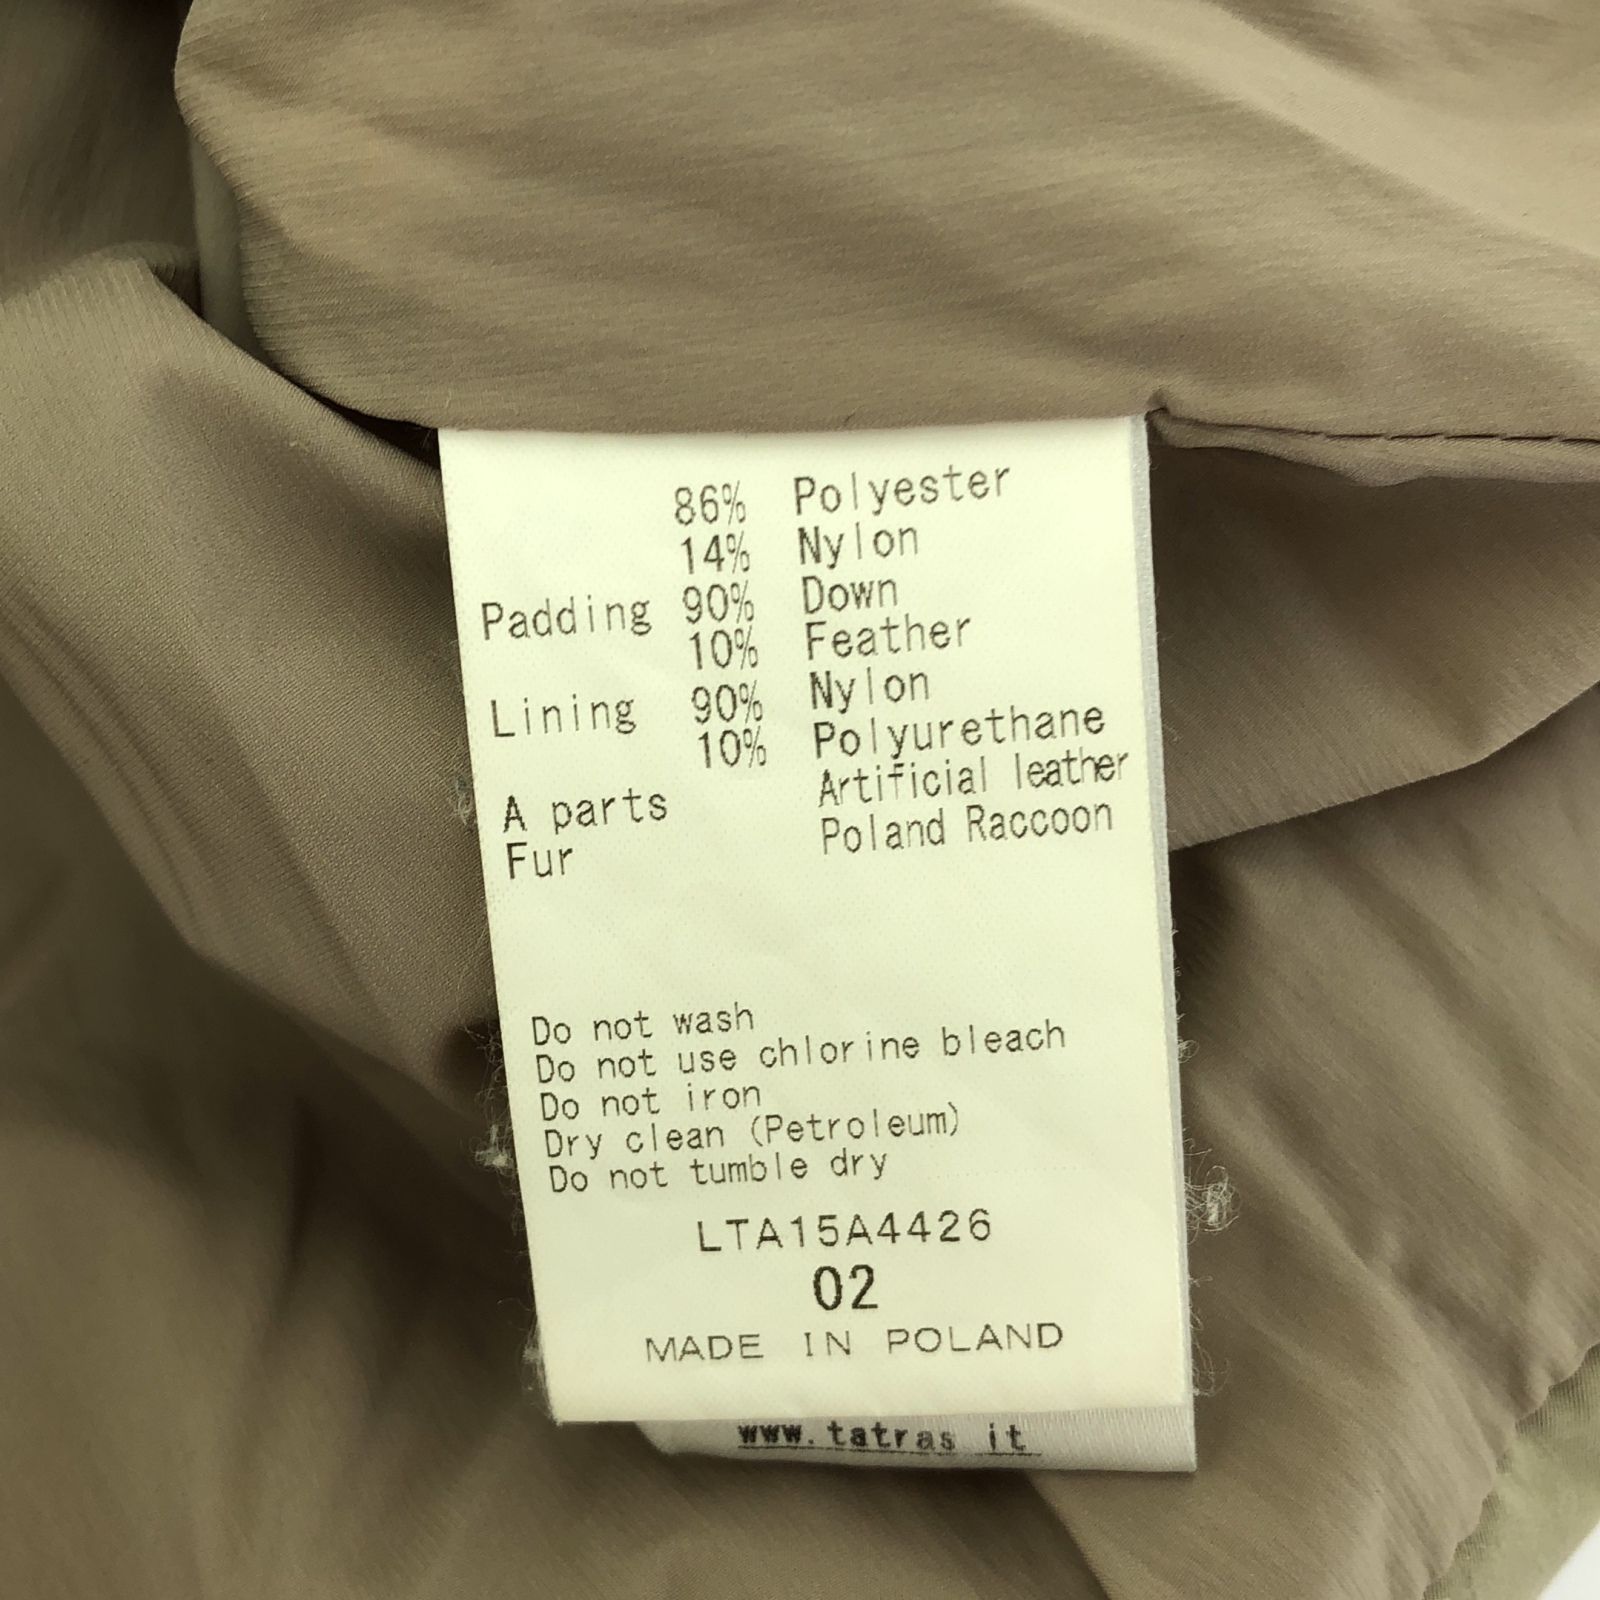 86% Polyester
14% Nylon
Padding 90% Down
10% Feather
Lining 90% Nylon
10% Polyurethane
A parts Artificial leather
Fur Poland Raccoon
Do not wash
Do not use chlorine bleach
Do not iron
Dry clean (Petroleum)
Do not tumble dry
LTA15A4426
02
MADE IN POLAND
www.tatras it